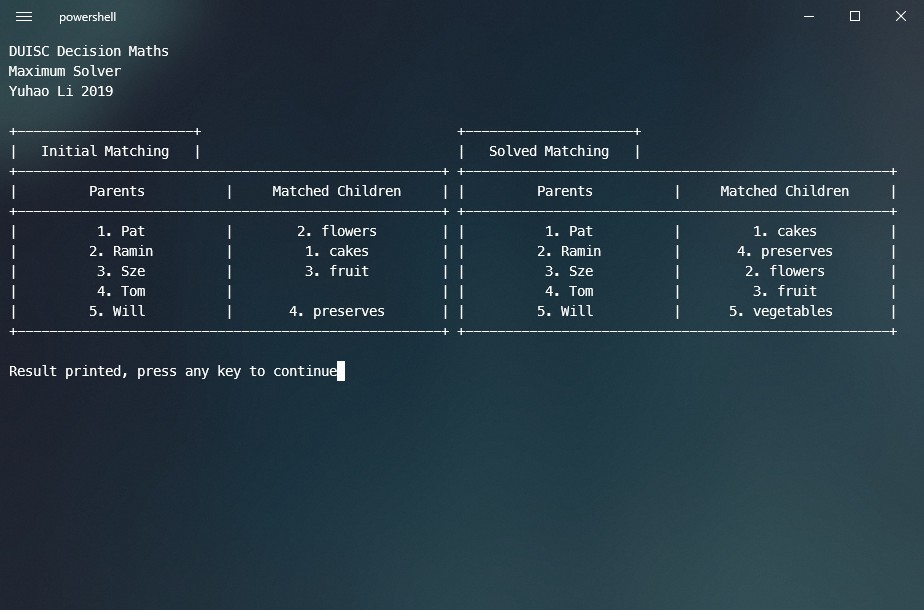 powershell
DUISC Decision Maths
Maximum Solver
Yuhao Li 2019
+----------------------+ +---------------------+
| Initial Matching | | Solved Matching |
+-----------------------------------------------------+ +-----------------------------------------------------+
| Parents | Matched Children | | Parents | Matched Children |
+-----------------------------------------------------+ +-----------------------------------------------------+
| 1. Pat | 2. flowers | | 1. Pat | 1. cakes |
| 2. Ramin | 1. cakes | | 2. Ramin | 4. preserves |
| 3. Sze | 3. fruit | | 3. Sze | 2. flowers |
| 4. Tom | | | 4. Tom | 3. fruit |
| 5. Will | 4. preserves | | 5. Will | 5. vegetables |
+-----------------------------------------------------+ +-----------------------------------------------------+
Result printed, press any key to continue